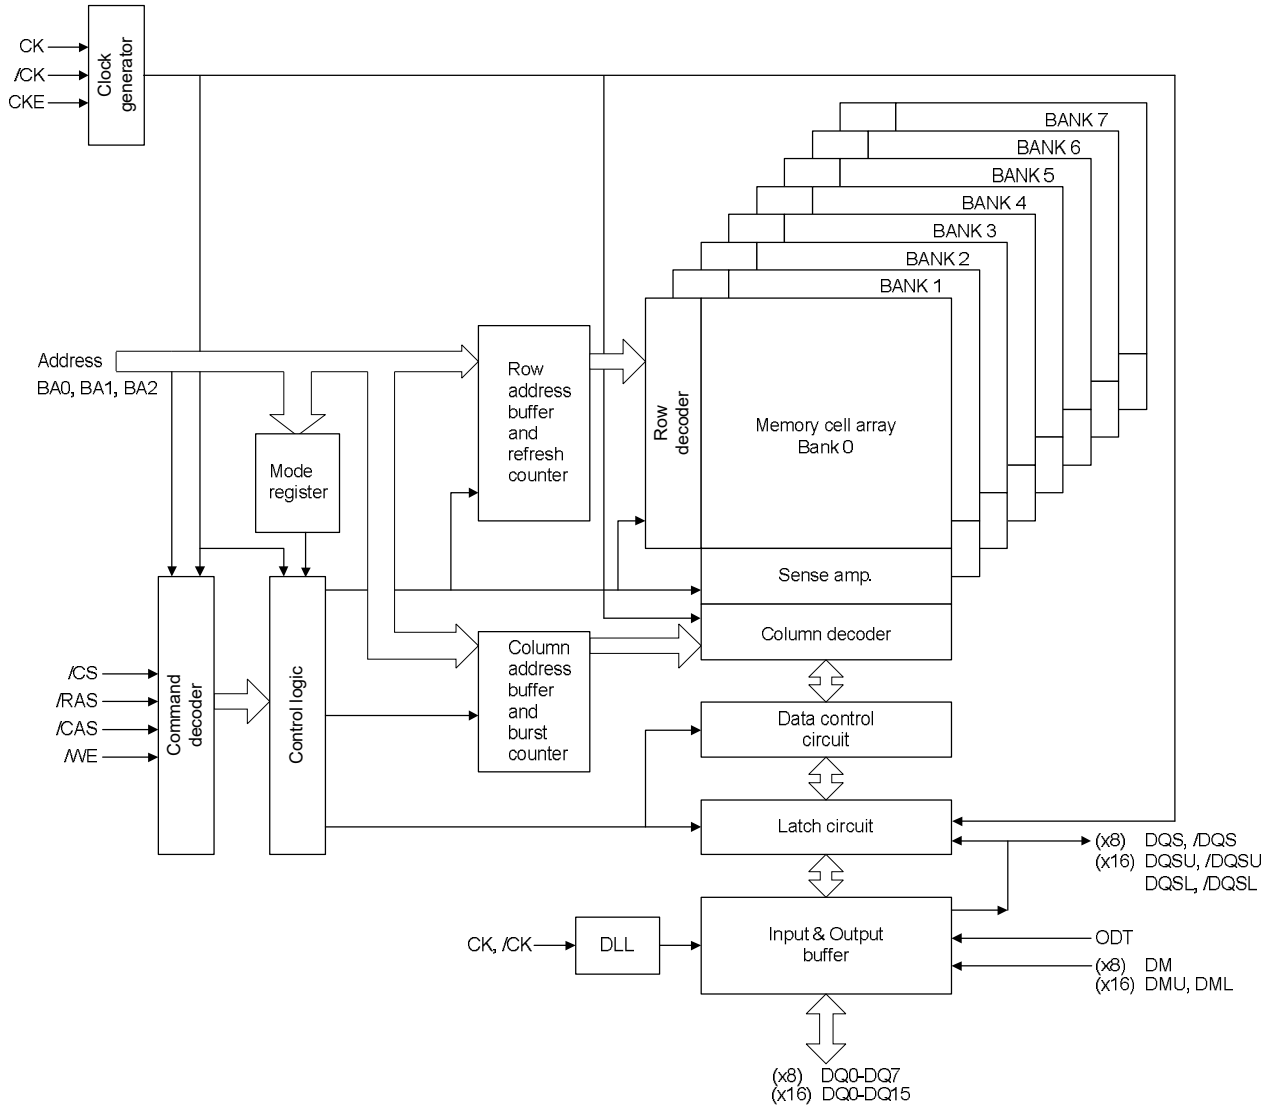 CK
/CK
CKE
Clock
generator
BANK 7
BANK 6
BANK 5
BANK 4
BANK 3
BANK 2
BANK 1
Address
BA0, BA1, BA2
Row
address
buffer
and
refresh
counter
Row
decoder
Memory cell array
Bank 0
Mode
register
Sense amp.
Column decoder
/CS
/RAS
/CAS
/WE
Command
decoder
Control logic
Column
address
buffer
and
burst
counter
Data control
circuit
Latch circuit
(x8) DQS, /DQS
(x16) DQSU, /DQSU
DQSL, /DQSL
CK, /CK
DLL
Input & Output
buffer
ODT
(x8) DM
(x16) DMU, DML
(x8) DQ0-DQ7
(x16) DQ0-DQ15